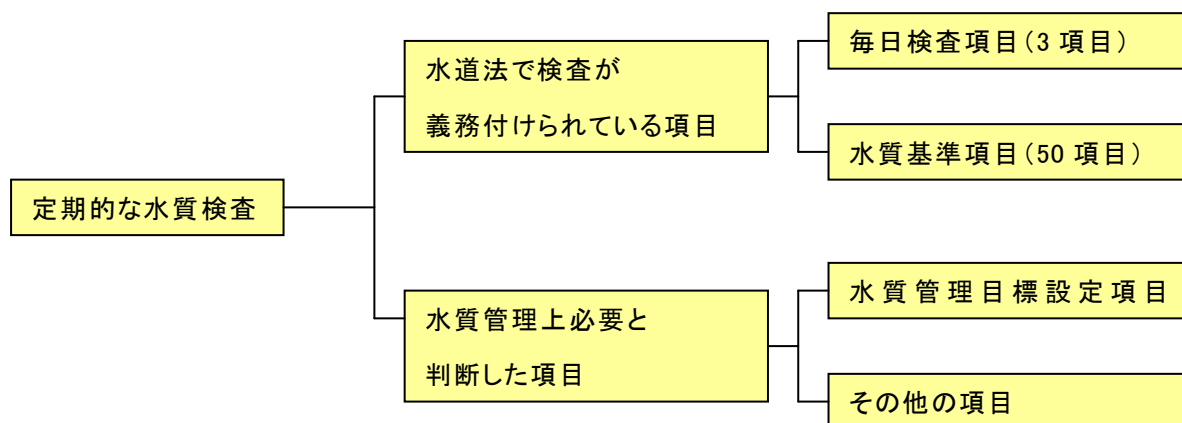 定期的な水質検査
水道法で検査が
義務付けられている項目
毎日検査項目（3 項目）
水質基準項目（50 項目）
水質管理上必要と
判断した項目
水質管理目標設定項目
その他の項目